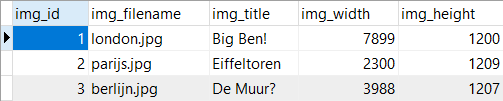 img_id img_filename img_title img_width img_height
1 london.jpg Big Ben! 7899 1200
2 parijs.jpg Eiffeltoren 2300 1209
3 berlijn.jpg De Muur? 3988 1207